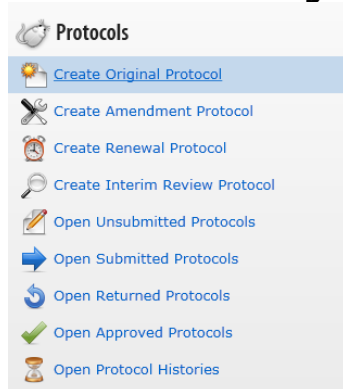 Protocols
Create Original Protocol
Create Amendment Protocol
Create Renewal Protocol
Create Interim Review Protocol
Open Unsubmitted Protocols
Open Submitted Protocols
Open Returned Protocols
Open Approved Protocols
Open Protocol Histories